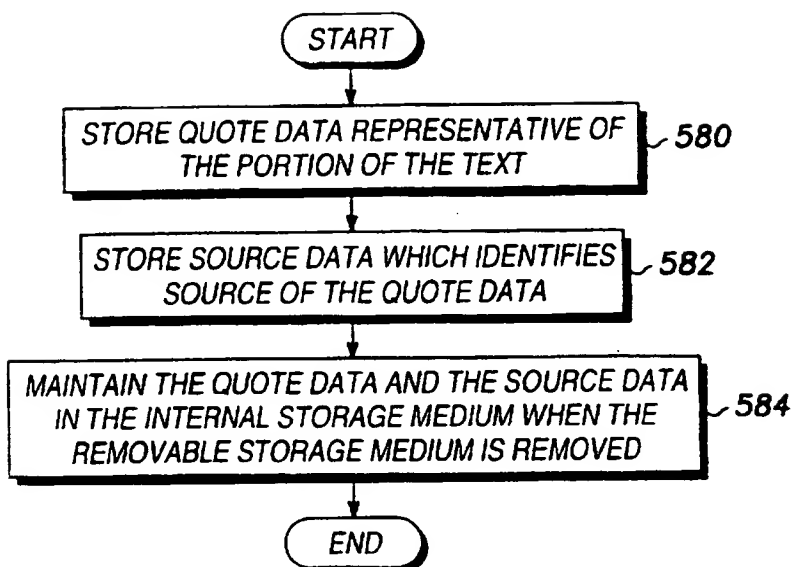 START
STORE QUOTE DATA REPRESENTATIVE OF
THE PORTION OF THE TEXT
580
STORE SOURCE DATA WHICH IDENTIFIES
SOURCE OF THE QUOTE DATA
582
MAINTAIN THE QUOTE DATA AND THE SOURCE DATA
IN THE INTERNAL STORAGE MEDIUM WHEN THE
REMOVABLE STORAGE MEDIUM IS REMOVED
584
END